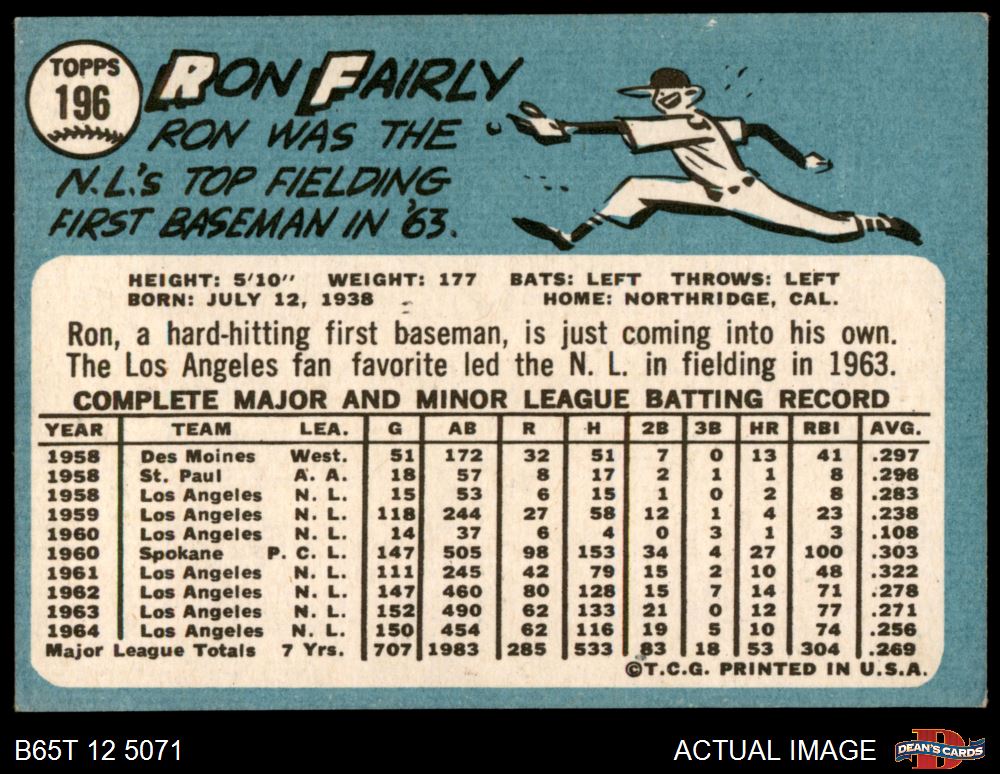 TOPPS
196
RON FAIRLY
RON WAS THE
N.L.'s TOP FIELDING
FIRST BASEMAN IN '63.
HEIGHT: 5'10" WEIGHT: 177 BATS: LEFT THROWS: LEFT
BORN: JULY 12, 1938 HOME: NORTHRIDGE, CAL.
Ron, a hard-hitting first baseman, is just coming into his own.
The Los Angeles fan favorite led the N. L. in fielding in 1963.
COMPLETE MAJOR AND MINOR LEAGUE BATTING RECORD
YEAR TEAM LEA. G AB R H 2B 3B HR RBI AVG.
1958 Des Moines West. 51 172 32 51 7 0 13 41 .297
1958 St. Paul A. A. 18 57 8 17 2 1 1 8 .298
1958 Los Angeles N. L. 15 53 6 15 1 0 2 8 .283
1959 Los Angeles N. L. 118 244 27 58 12 1 4 23 .238
1960 Los Angeles N. L. 14 37 6 4 0 3 1 3 .108
1960 Spokane P. C. L. 147 505 98 153 34 4 27 100 .303
1961 Los Angeles N. L. 111 245 42 79 15 2 10 48 .322
1962 Los Angeles N. L. 147 460 80 128 15 7 14 71 .278
1963 Los Angeles N. L. 152 490 62 133 21 0 12 77 .271
1964 Los Angeles N. L. 150 454 62 116 19 5 10 74 .256
Major League Totals 7 Yrs. 707 1983 285 533 83 18 53 304 .269
©T.C.G. PRINTED IN U.S.A.
B65T 12 5071 ACTUAL IMAGE DEAN'S CARDS